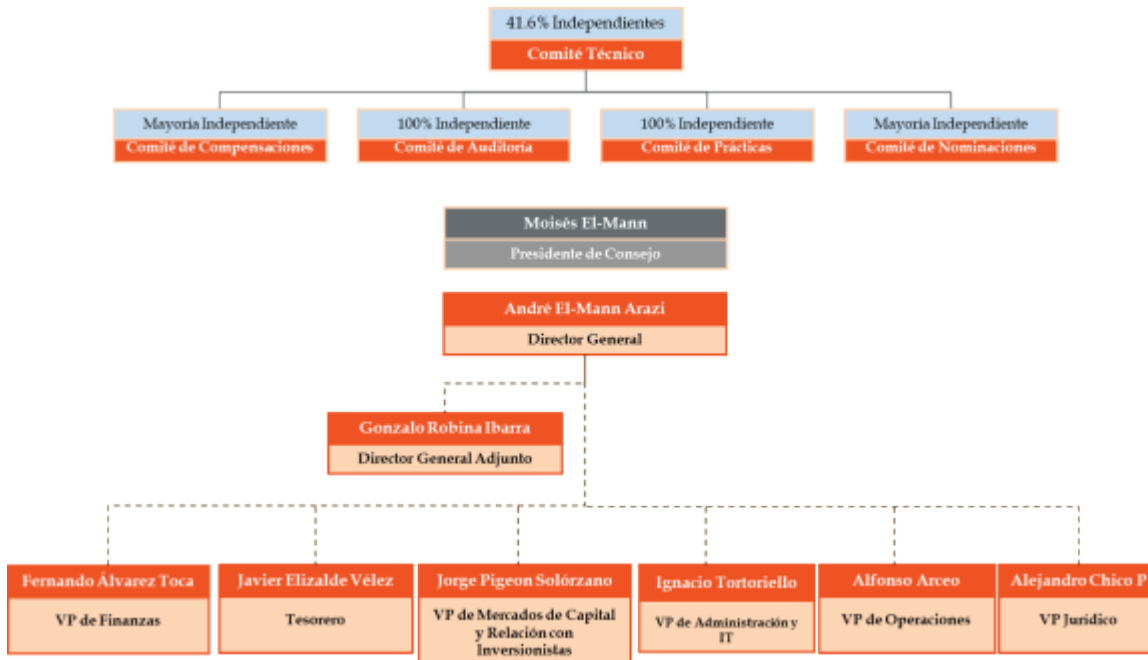 41.6% Independientes
Comité Técnico
Mayoría Independiente
Comité de Compensaciones
100% Independiente
Comité de Auditoría
100% Independiente
Comité de Prácticas
Mayoría Independiente
Comité de Nominaciones
Moisés El-Mann
Presidente de Consejo
André El-Mann Arazi
Director General
Gonzalo Robina Ibarra
Director General Adjunto
Fernando Álvarez Toca
VP de Finanzas
Javier Elizalde Vélez
Tesorero
Jorge Pigeon Solórzano
VP de Mercados de Capital
y Relación con
Inversionistas
Ignacio Tortoriello
VP de Administración y
IT
Alfonso Arceo
VP de Operaciones
Alejandro Chico P
VP Jurídico